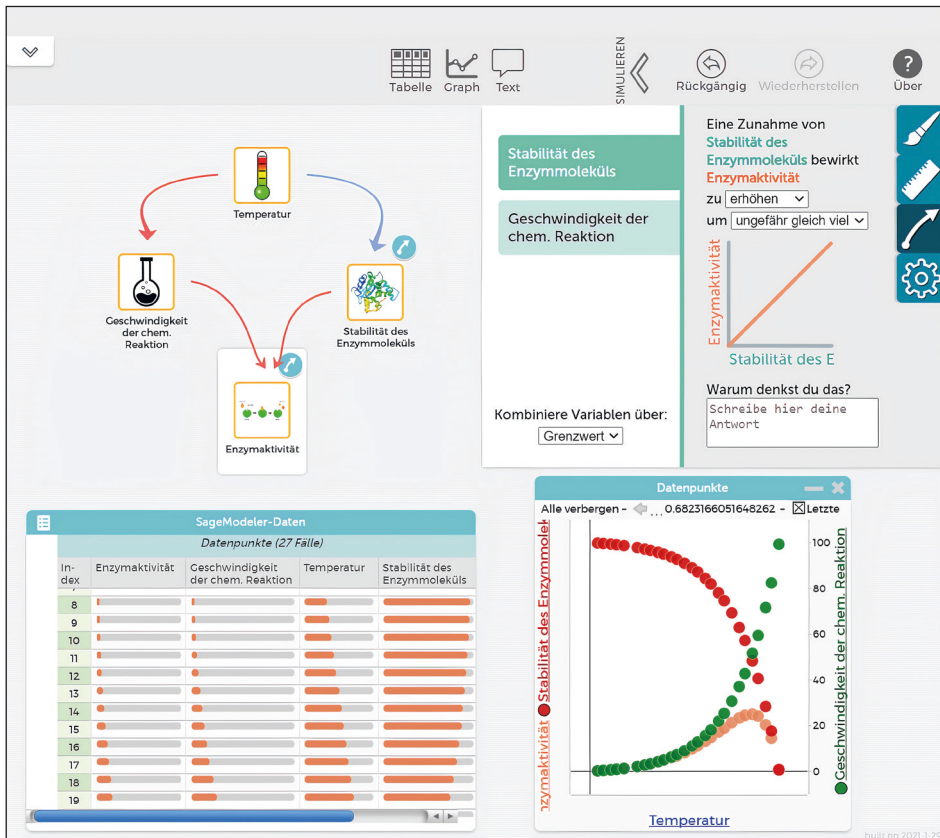 Tabelle
Graph
Text
SIMULIEREN
Rückgängig
Wiederherstellen
?
Über
Temperatur
Geschwindigkeit
der chem.
Reaktion
Stabilität des
Enzymmoleküls
Enzymaktivität
Stabilität des
Enzymmoleküls
Geschwindigkeit der
chem. Reaktion
Kombiniere Variablen über:
Grenzwert
Eine Zunahme von
Stabilität des
Enzymmoleküls bewirkt
Enzymaktivität
zu erhöhen
um ungefähr gleich viel
Enzymaktivität
Stabilität des E
Warum denkst du das?
Schreibe hier deine
Antwort
SageModeler-Daten
Datenpunkte (27 Fälle)
In-
dex
Enzymaktivität
Geschwindigkeit
der chem. Reaktion
Temperatur
Stabilität des
Enzymmoleküls
8
9
10
11
12
13
14
15
16
17
18
19
Datenpunkte
Alle verbergen – ... 0.6823166051648262 – Letzte
nzymaktivität
Stabilität des Enzymmolek
100
80
60
40
20
0
Geschwindigkeit der chem. Reaktion
Temperatur